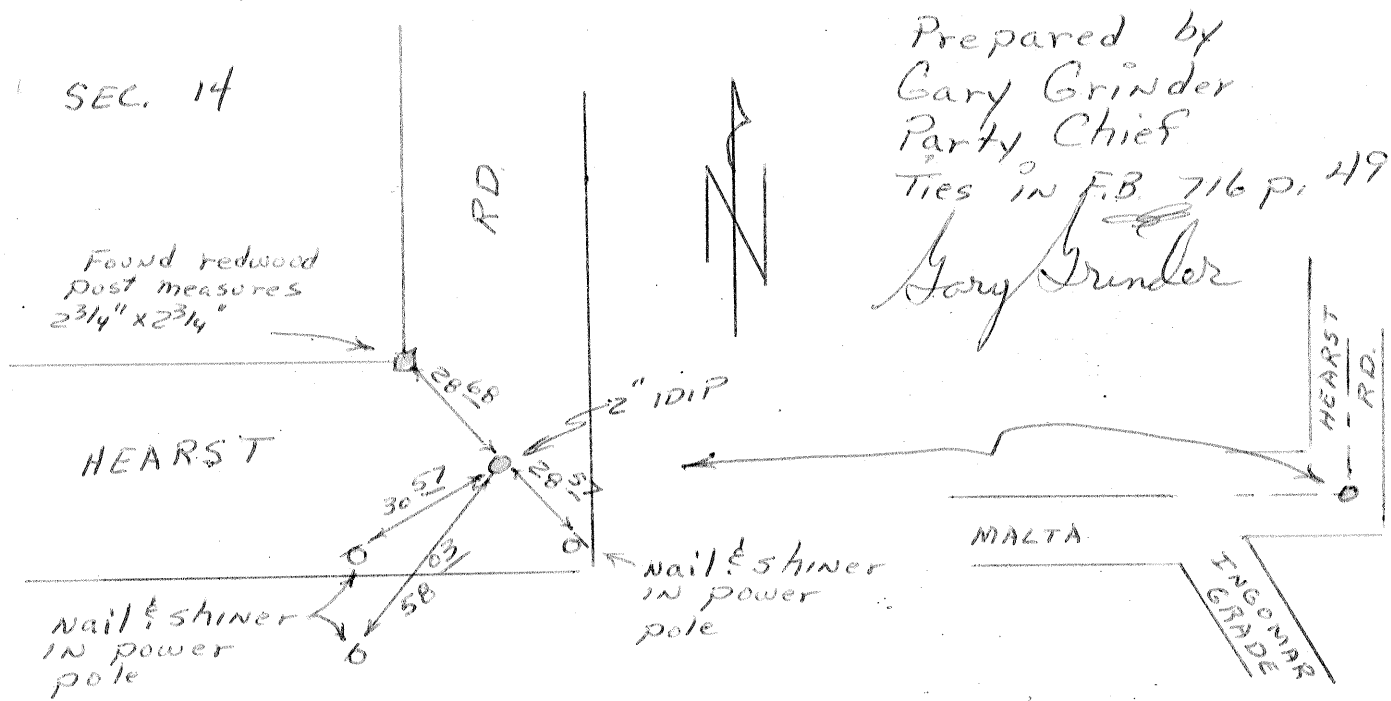 SEC. 14
RD.
Prepared by
Gary Grinder
Party Chief
Ties in F.B. 716 p. 49
Gary Grinder
Found redwood
post measures
2 3/4" x 2 3/4"
28 68
2" IDIP
HEARST
30 57
28 57
58 03
N
Nail & shiner
in power
pole
Nail & shiner
in power
pole
HEARST
RD.
MALTA
INGOMAR
GRADE